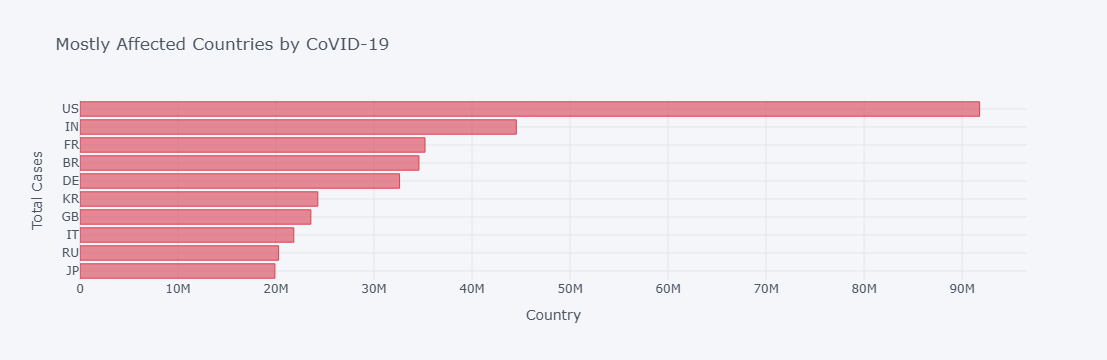 Mostly Affected Countries by CoVID-19
Total Cases
US
IN
FR
BR
DE
KR
GB
IT
RU
JP
0 10M 20M 30M 40M 50M 60M 70M 80M 90M
Country